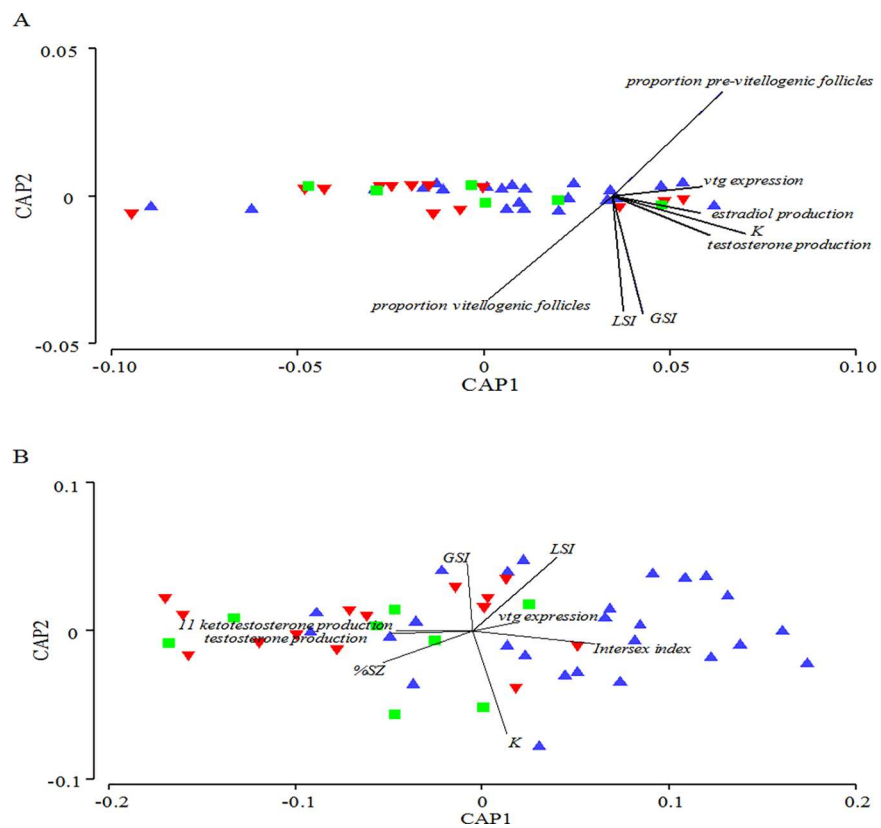 A
0.05
proportion pre-vitellogenic follicles
vtg expression
CAP2
0
estradiol production
K
testosterone production
proportion vitellogenic follicles
LSI GSI
-0.05
-0.10 -0.05 0 0.05 0.10
CAP1
B
0.1
GSI LSI
vtg expression
11 ketotestosterone production
CAP2
0
testosterone production
Intersex index
%SZ
K
-0.1
-0.2 -0.1 0 0.1 0.2
CAP1